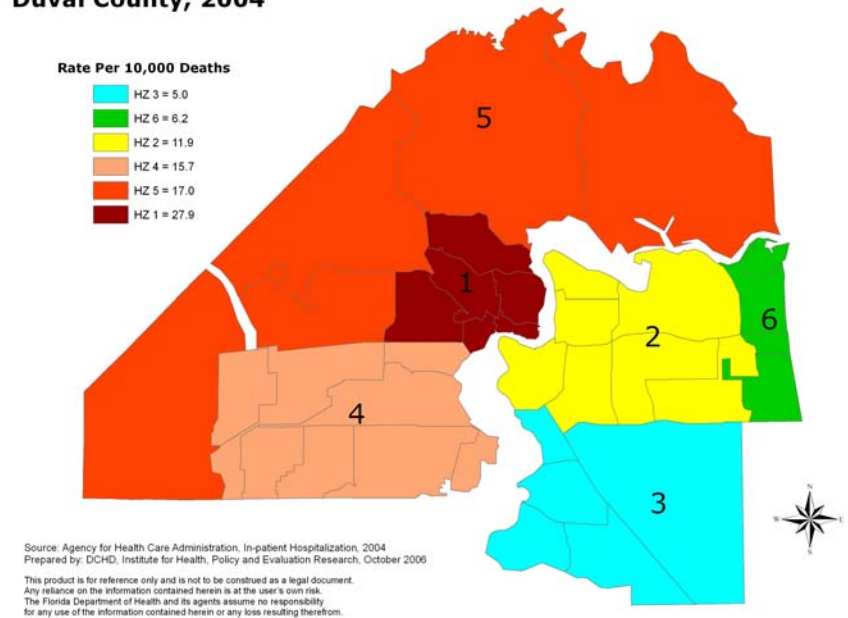 Duval County, 2004
Rate Per 10,000 Deaths
HZ 3 = 5.0
HZ 6 = 6.2
HZ 2 = 11.9
HZ 4 = 15.7
HZ 5 = 17.0
HZ 1 = 27.9
5
1
2
6
4
3
N
W
E
S
Source: Agency for Health Care Administration, In-patient Hospitalization, 2004
Prepared by: DCHD, Institute for Health, Policy and Evaluation Research, October 2006
This product is for reference only and is not to be construed as a legal document.
Any reliance on the information contained herein is at the user's own risk.
The Florida Department of Health and its agents assume no responsibility
for any use of the information contained herein or any loss resulting therefrom.